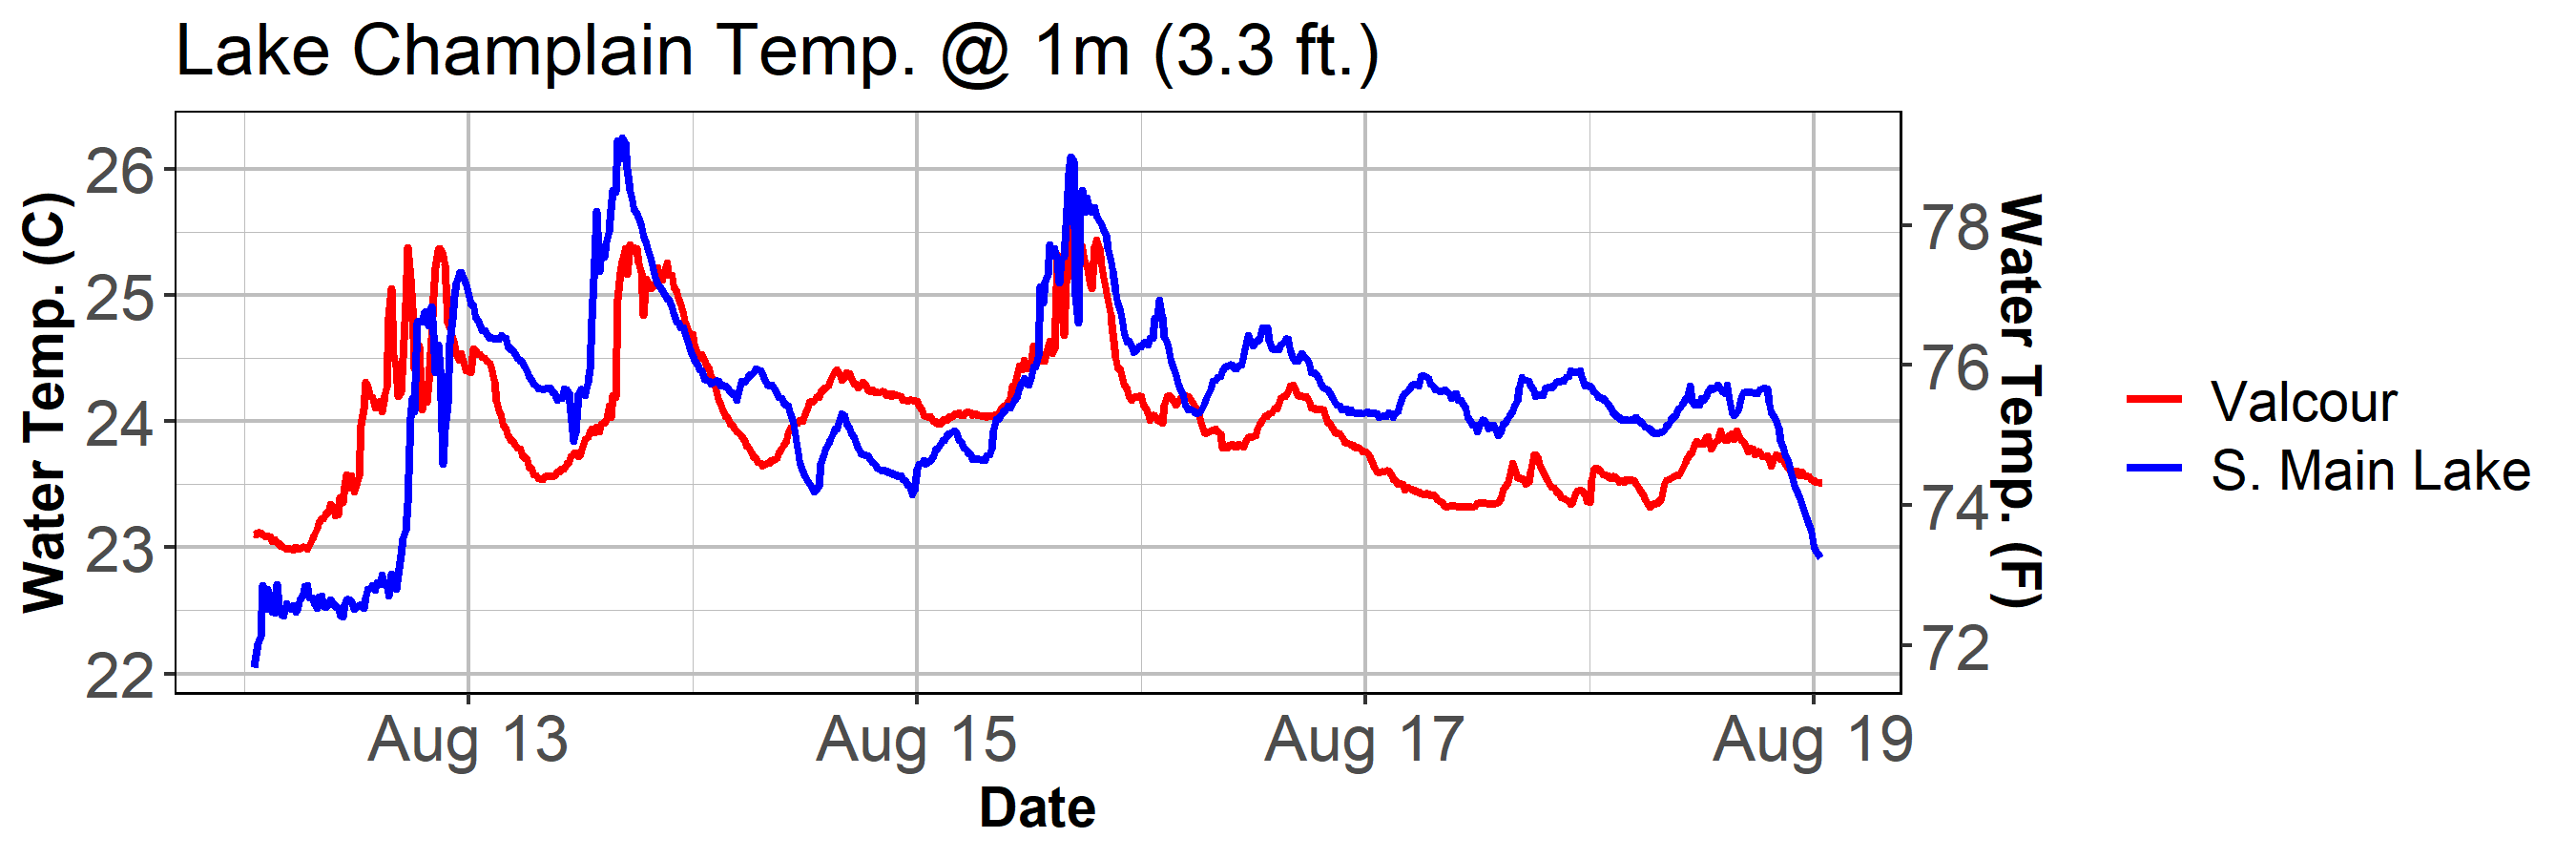 Lake Champlain Temp. @ 1m (3.3 ft.)
Water Temp. (C)
26
25
24
23
22
78
76
74
72
Water Temp. (F)
Aug 13
Aug 15
Aug 17
Aug 19
Date
Valcour
S. Main Lake